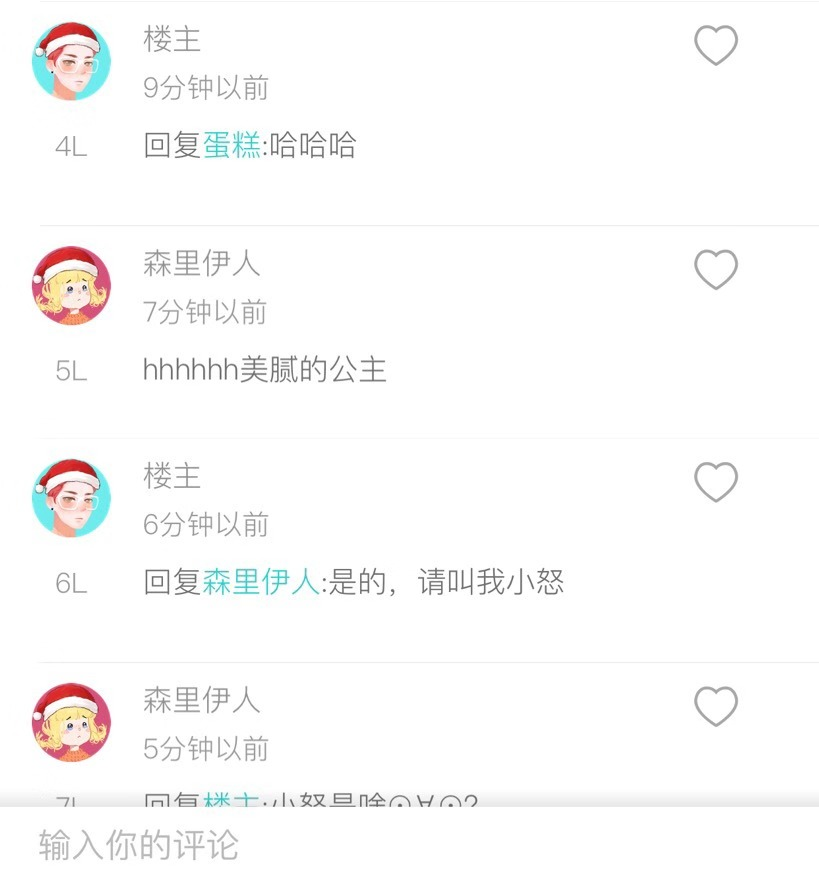 楼主
9分钟以前
4L
回复蛋糕:哈哈哈
森里伊人
7分钟以前
5L
hhhhhh美腻的公主
楼主
6分钟以前
6L
回复森里伊人:是的，请叫我小怒
森里伊人
5分钟以前
7L
回复楼主:小怒是啥⊙∀⊙?
输入你的评论